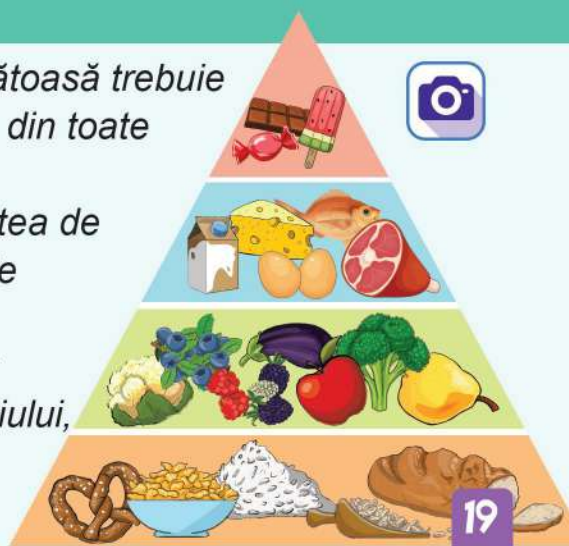 ătoasă trebuie
din toate
tea de
e
iului,
19